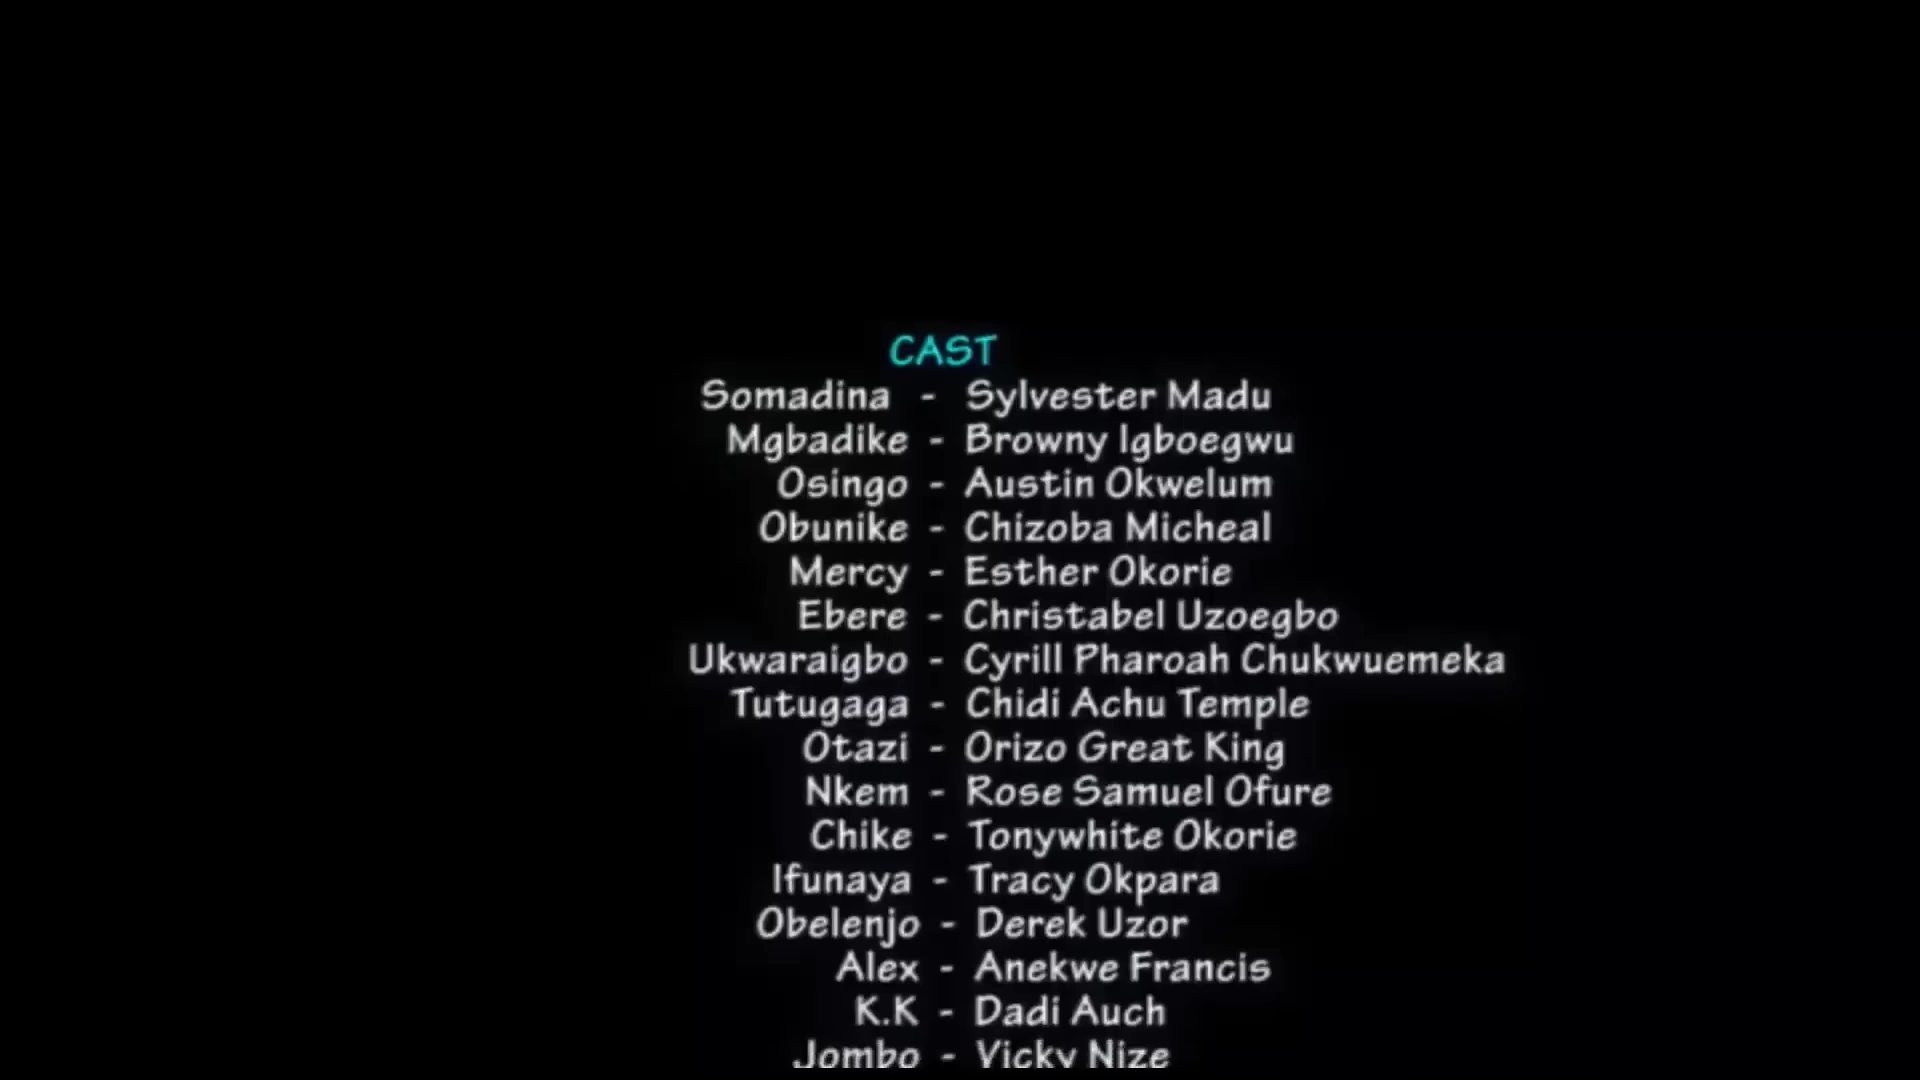 CAST
Somadina - Sylvester Madu
Mgbadike - Browny Igboegwu
Osingo - Austin Okwelum
Obunike - Chizoba Micheal
Mercy - Esther Okorie
Ebere - Christabel Uzoegbo
Ukwaraigbo - Cyrill Pharoah Chukwuemeka
Tutugaga - Chidi Achu Temple
Otazi - Orizo Great King
Nkem - Rose Samuel Ofure
Chike - Tonywhite Okorie
Ifunaya - Tracy Okpara
Obelenjo - Derek Uzor
Alex - Anekwe Francis
K.K - Dadi Auch
Jombo - Vicky Nize